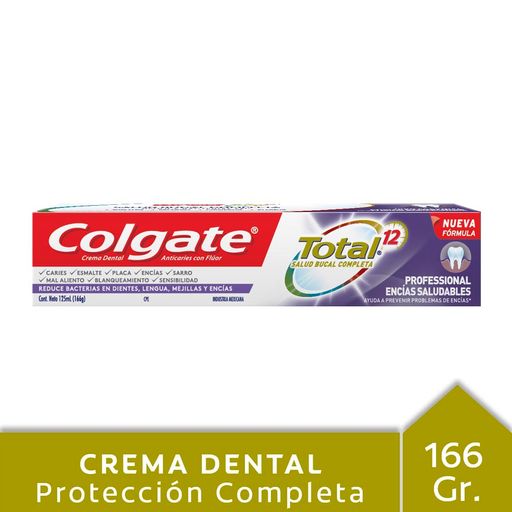 Colgate®
Crema Dental Anticaries con Flúor
✓CARIES ✓ESMALTE ✓PLACA ✓ENCÍAS ✓SARRO
✓MAL ALIENTO ✓BLANQUEAMIENTO ✓SENSIBILIDAD
REDUCE BACTERIAS EN DIENTES, LENGUA, MEJILLAS Y ENCÍAS
Cont. Neto 125mL (166g) CPE INDUSTRIA MEXICANA
Total 12
SALUD BUCAL COMPLETA
NUEVA
FÓRMULA
PROFESSIONAL
ENCÍAS SALUDABLES
AYUDA A PREVENIR PROBLEMAS DE ENCÍAS*
CREMA DENTAL
Protección Completa
166
Gr.